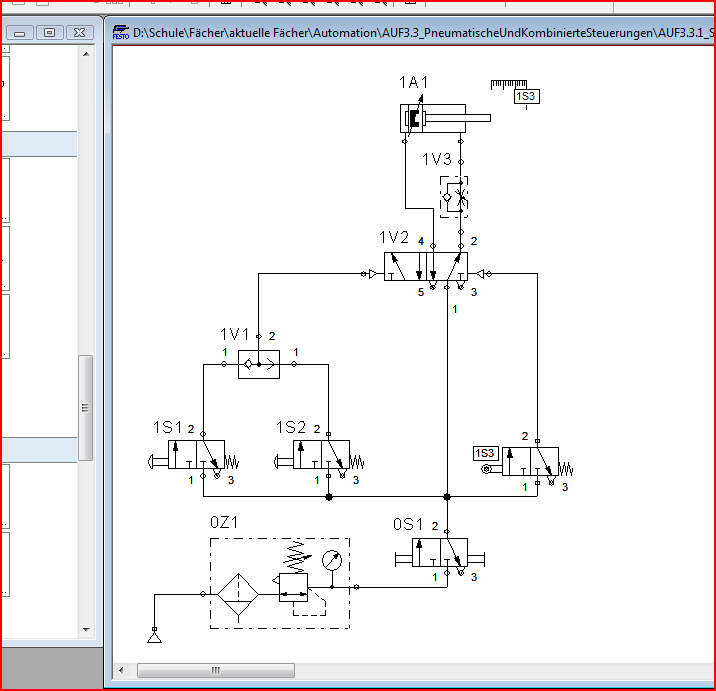 FESTO D:\Schule\Fächer\aktuelle Fächer\Automation\AUF3.3_PneumatischeUndKombinierteSteuerungen\AUF3.3.1_S
1A1
1S3
1V3
1V2 4 2
5 3
1
1V1 2
1 1
1S1 2 1S2 2 2
1S3
1 3 1 3 1 3
0Z1 0S1 2
1 3